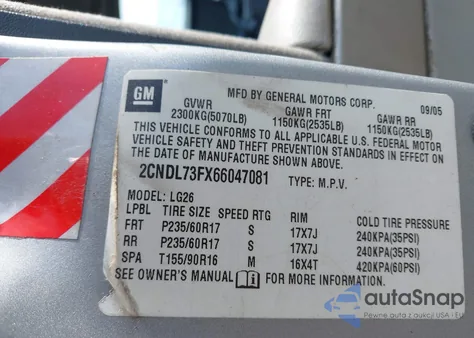 GM
MFD BY GENERAL MOTORS CORP. 09/05
GVWR GAWR FRT GAWR RR
2300KG(5070LB) 1150KG(2535LB) 1150KG(2535LB)
THIS VEHICLE CONFORMS TO ALL APPLICABLE U.S. FEDERAL MOTOR
VEHICLE SAFETY AND THEFT PREVENTION STANDARDS IN EFFECT ON
THE DATE OF MANUFACTURE SHOWN ABOVE.
2CNDL73FX66047081 TYPE: M.P.V.
MODEL: LG26
LPBL TIRE SIZE SPEED RTG RIM COLD TIRE PRESSURE
FRT P235/60R17 S 17X7J 240KPA(35PSI)
RR P235/60R17 S 17X7J 240KPA(35PSI)
SPA T155/90R16 M 16X4T 420KPA(60PSI)
SEE OWNER'S MANUAL FOR MORE INFORMATION.
autoSnap
Pewne auta z USA - EU